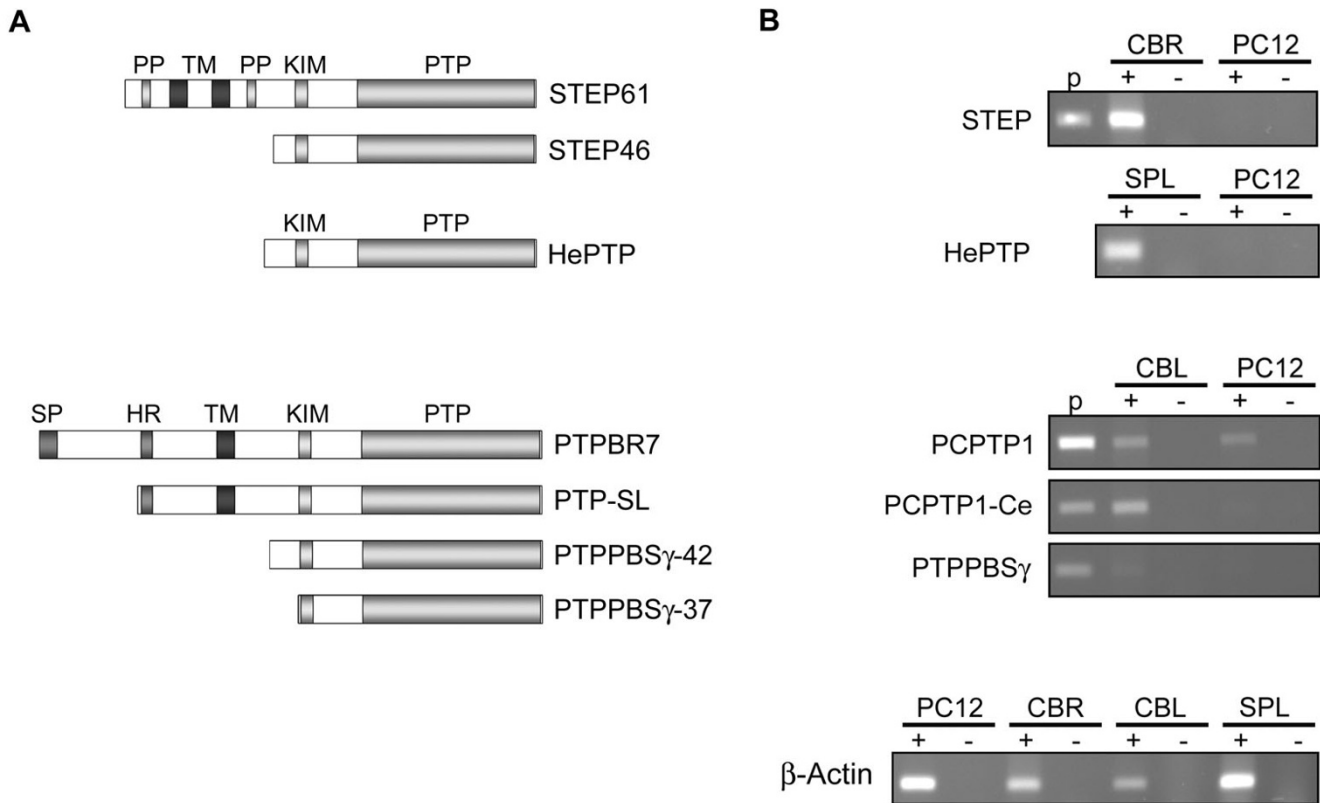 A
PP TM PP KIM PTP
STEP61
STEP46
KIM PTP
HePTP
SP HR TM KIM PTP
PTPBR7
PTP-SL
PTPPBSγ-42
PTPPBSγ-37
B
CBR PC12
p + - + -
STEP
SPL PC12
+ - + -
HePTP
CBL PC12
p + - + -
PCPTP1
PCPTP1-Ce
PTPPBSγ
PC12 CBR CBL SPL
+ - + - + - + -
β-Actin